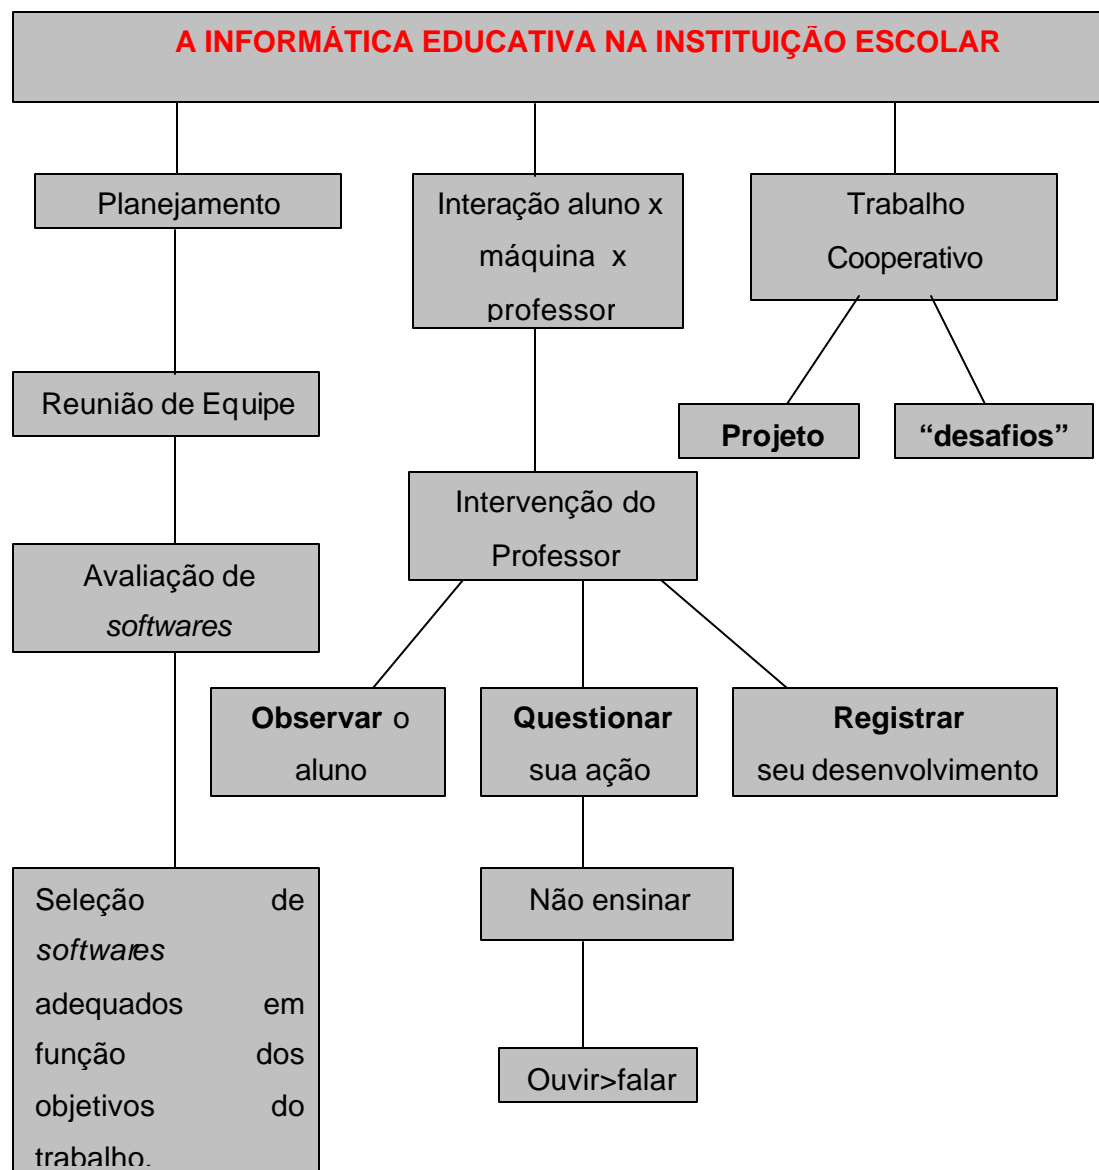 A INFORMÁTICA EDUCATIVA NA INSTITUIÇÃO ESCOLAR
Planejamento
Interação aluno x
máquina x
professor
Trabalho
Cooperativo
Reunião de Equipe
Projeto
“desafios”
Intervenção do
Professor
Avaliação de
softwares
Observar o
aluno
Questionar
sua ação
Registrar
seu desenvolvimento
Seleção de
softwares
adequados em
função dos
objetivos do
trabalho.
Não ensinar
Ouvir>falar